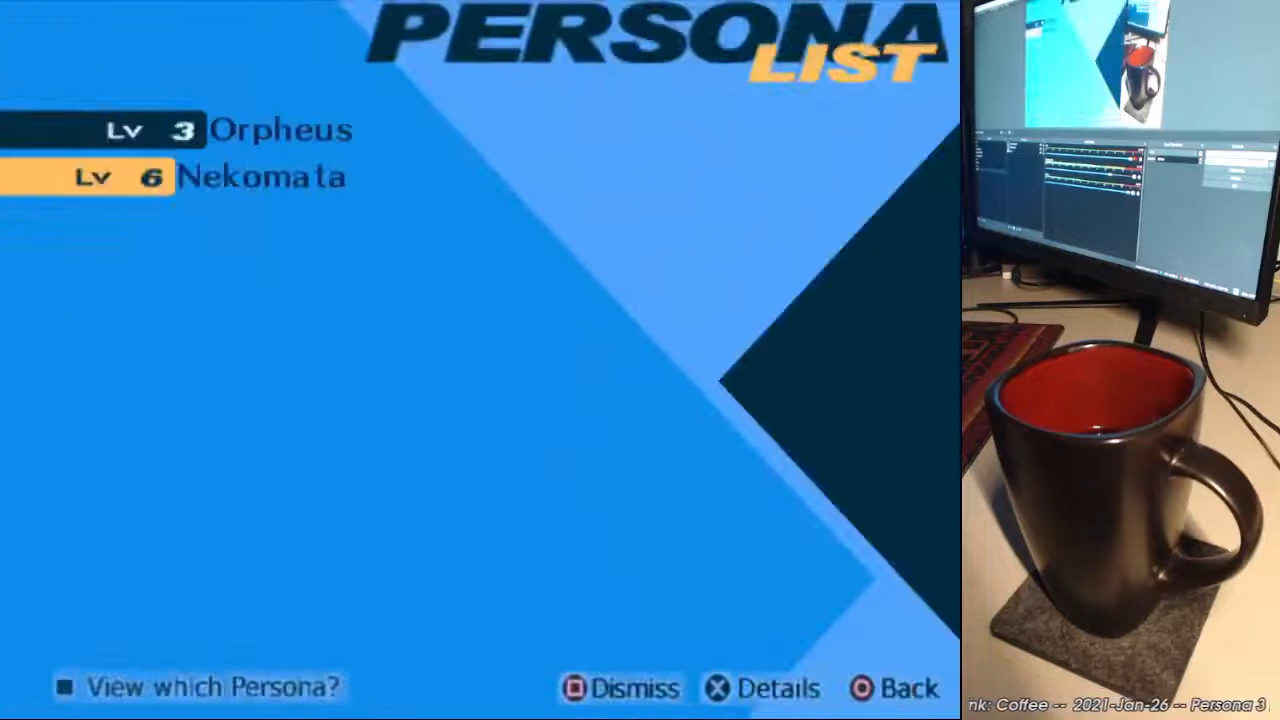 PERSONA
LIST
Lv 3 Orpheus
Lv 6 Nekomata
View which Persona?
Dismiss
Details
Back
nk: Coffee -- 2021-Jan-26 -- Persona 3